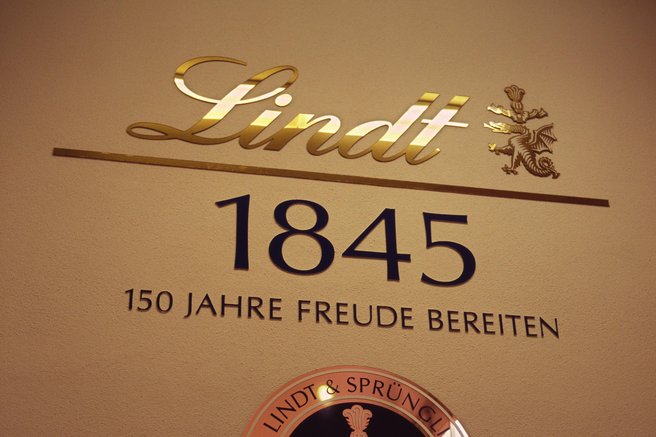 Lindt
1845
150 JAHRE FREUDE BEREITEN
LINDT & SPRÜNGLI